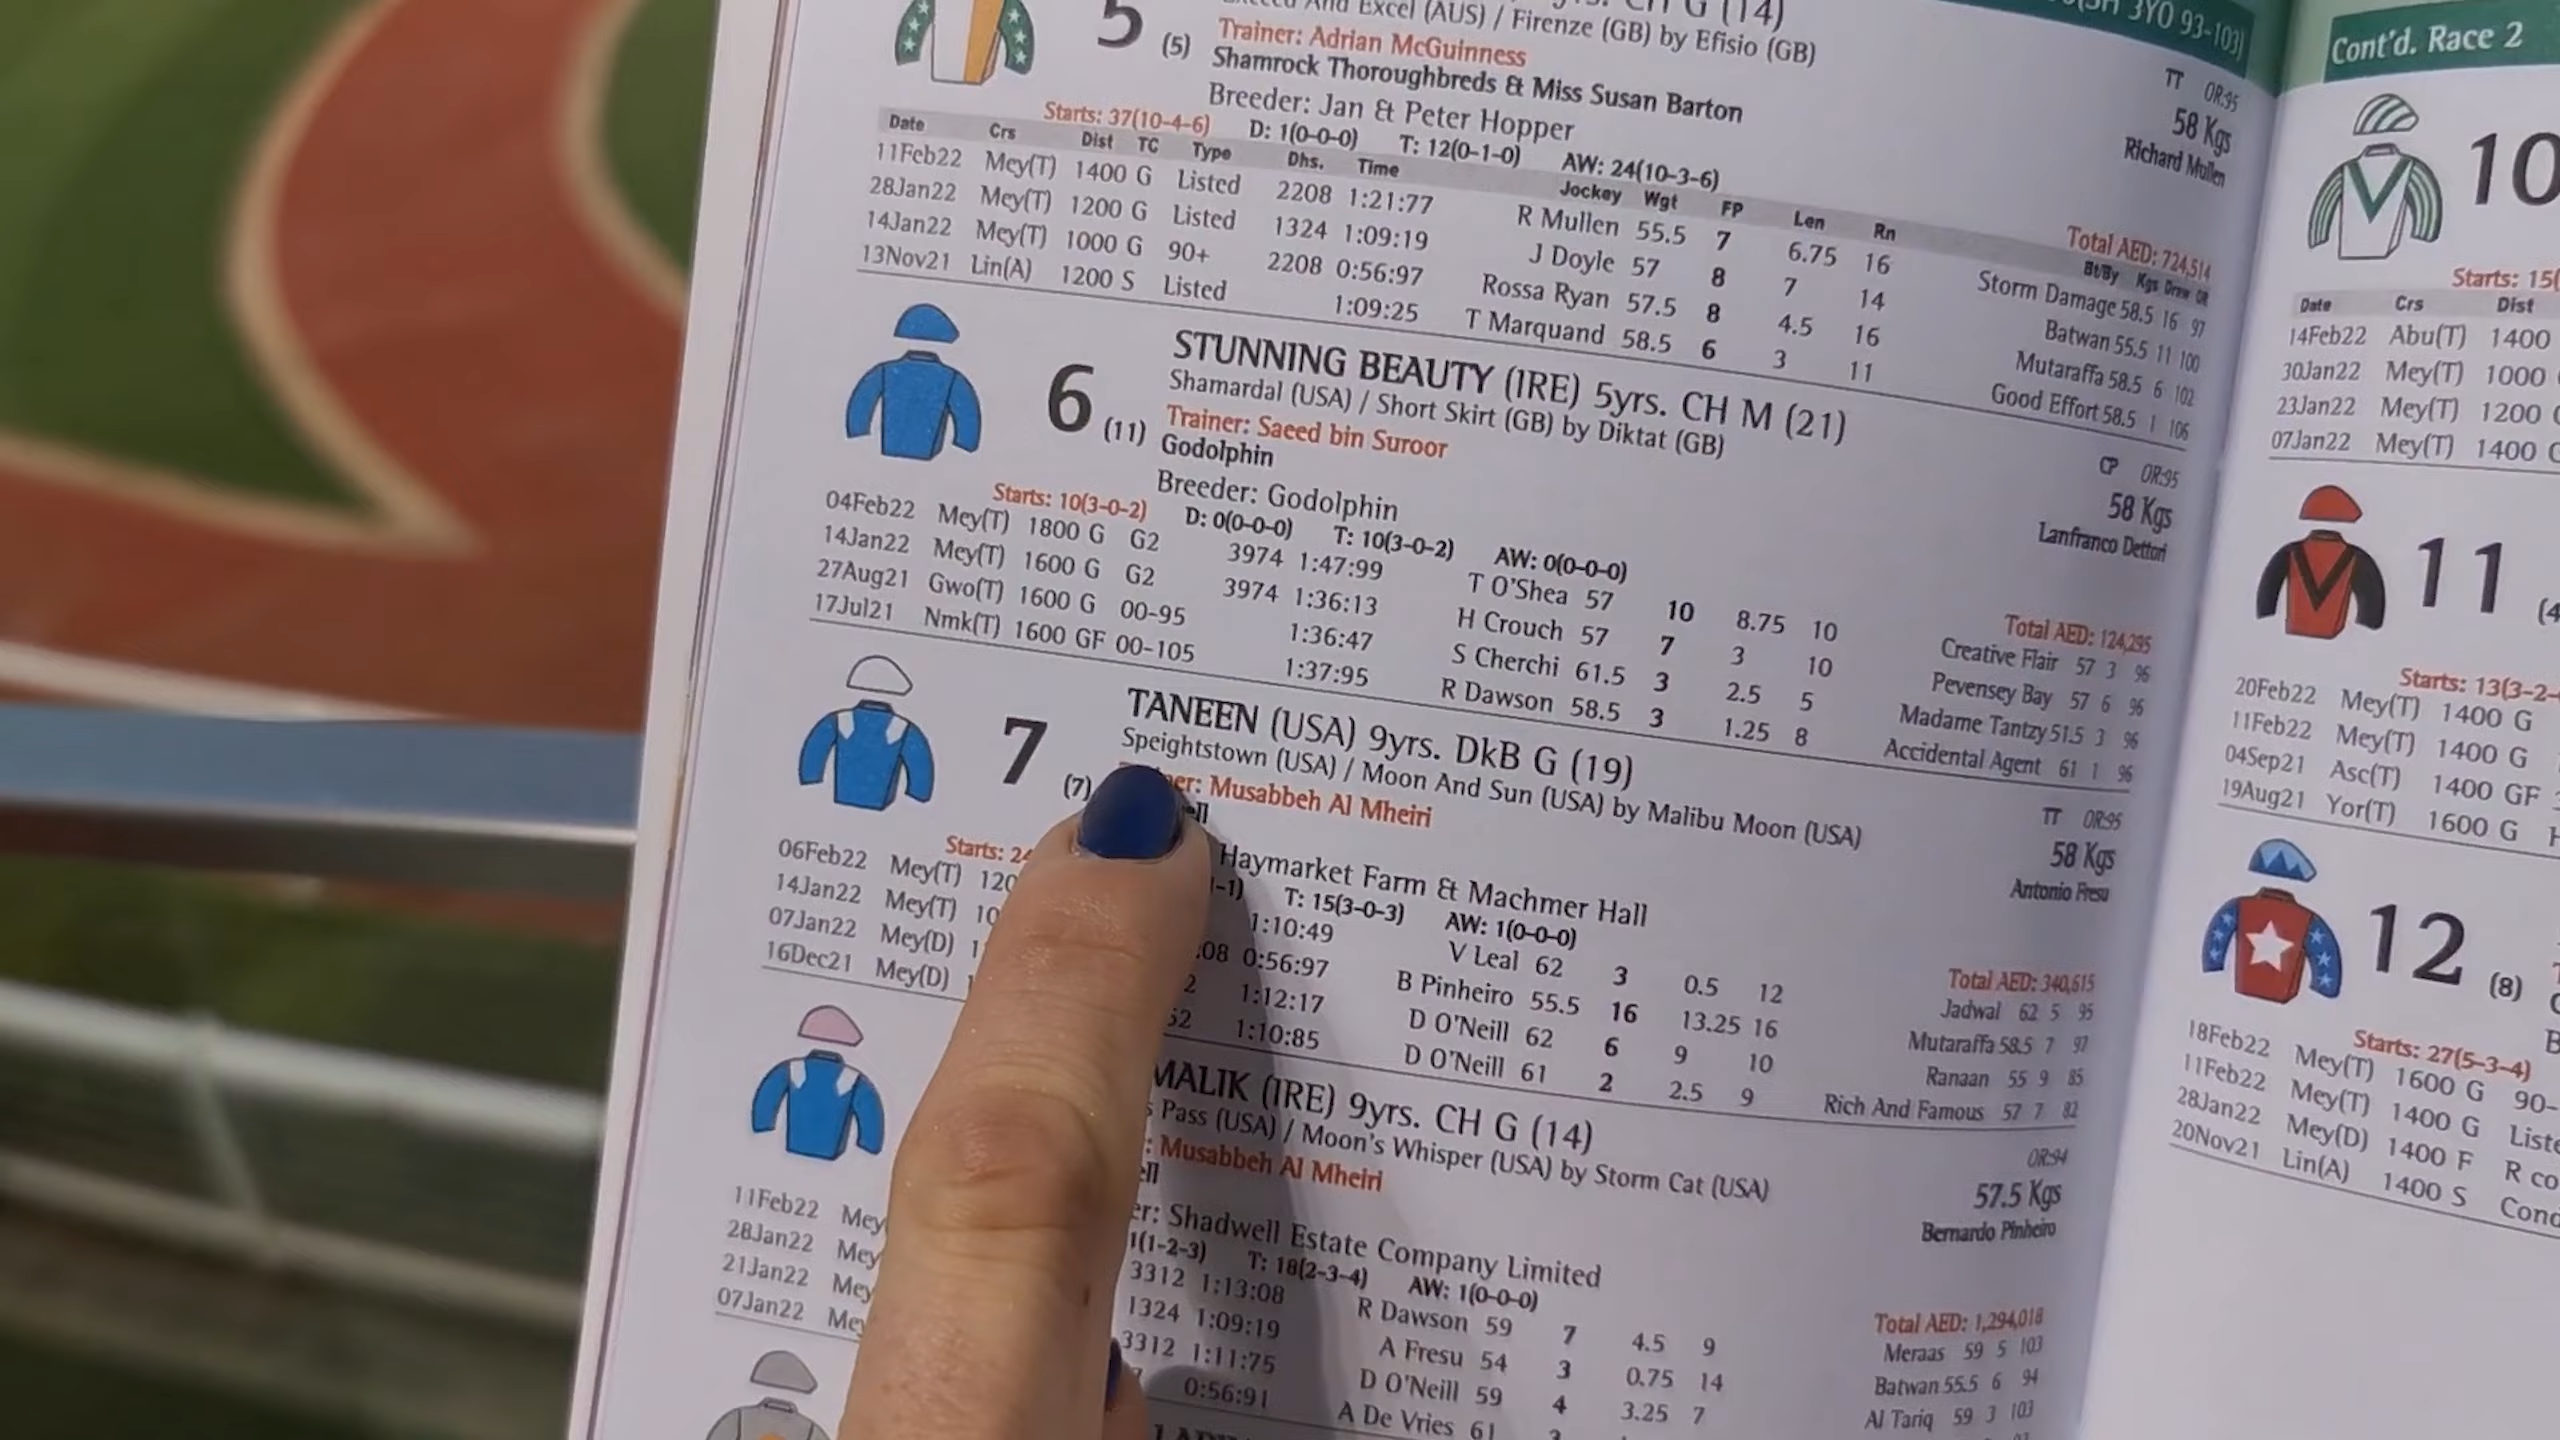 5
(5)
CH G (14)
And Excel (AUS) / Firenze (GB) by Efisio (GB)
Trainer: Adrian McGuinness
Shamrock Thoroughbreds & Miss Susan Barton
Breeder: Jan & Peter Hopper
TT OR:95
58 Kgs
Richard Mullen
Starts: 37(10-4-6) D: 1(0-0-0) T: 12(0-1-0) AW: 24(10-3-6) Total AED: 724,514
Date Crs Dist TC Type Dhs. Time Jockey Wgt FP Len Rn Bt/By Kgs Draw OR
11Feb22 Mey(T) 1400 G Listed 2208 1:21:77 R Mullen 55.5 7 6.75 16 Storm Damage 58.5 16 97
28Jan22 Mey(T) 1200 G Listed 1324 1:09:19 J Doyle 57 8 7 14 Batwan 55.5 11 100
14Jan22 Mey(T) 1000 G 90+ 2208 0:56:97 Rossa Ryan 57.5 8 4.5 16 Mutaraffa 58.5 6 102
13Nov21 Lin(A) 1200 S Listed 1:09:25 T Marquand 58.5 6 3 11 Good Effort 58.5 1 106
6
(11)
STUNNING BEAUTY (IRE) 5yrs. CH M (21)
Shamardal (USA) / Short Skirt (GB) by Diktat (GB)
Trainer: Saeed bin Suroor
Godolphin
Breeder: Godolphin
CP OR:95
58 Kgs
Lanfranco Dettori
Starts: 10(3-0-2) D: 0(0-0-0) T: 10(3-0-2) AW: 0(0-0-0) Total AED: 124,295
04Feb22 Mey(T) 1800 G G2 3974 1:47:99 T O'Shea 57 10 8.75 10 Creative Flair 57 3 96
14Jan22 Mey(T) 1600 G G2 3974 1:36:13 H Crouch 57 7 3 10 Pevensey Bay 57 6 96
27Aug21 Gwo(T) 1600 G 00-95 1:36:47 S Cherchi 61.5 3 2.5 5 Madame Tantzy 51.5 3 96
17Jul21 Nmk(T) 1600 GF 00-105 1:37:95 R Dawson 58.5 3 1.25 8 Accidental Agent 61 1 96
7
(7)
TANEEN (USA) 9yrs. DkB G (19)
Speightstown (USA) / Moon And Sun (USA) by Malibu Moon (USA)
Musabbeh Al Mheiri
Haymarket Farm & Machmer Hall
TT OR:95
58 Kgs
Antonio Fresu
Starts: 24 T: 15(3-0-3) AW: 1(0-0-0) Total AED: 340,615
06Feb22 Mey(T) 1:10:49 V Leal 62 3 0.5 12 Jadwal 62 5 95
14Jan22 Mey(T) 0:56:97 B Pinheiro 55.5 16 13.25 16 Mutaraffa 58.5 7 97
07Jan22 Mey(D) 1:12:17 D O'Neill 62 6 9 10 Ranaan 55 9 85
16Dec21 Mey(D) 1:10:85 D O'Neill 61 2 2.5 9 Rich And Famous 57 7 82
MALIK (IRE) 9yrs. CH G (14)
Pass (USA) / Moon's Whisper (USA) by Storm Cat (USA)
Musabbeh Al Mheiri
Shadwell Estate Company Limited
OR:94
57.5 Kgs
Bernardo Pinheiro
1(1-2-3) T: 18(2-3-4) AW: 1(0-0-0) Total AED: 1,294,018
11Feb22 Mey 3312 1:13:08 R Dawson 59 7 4.5 9 Meraas 59 5 103
28Jan22 Mey 1324 1:09:19 A Fresu 54 3 0.75 14 Batwan 55.5 6 94
21Jan22 Mey 3312 1:11:75 D O'Neill 59 4 3.25 7 Al Tariq 59 3 103
07Jan22 Mey 0:56:91 A De Vries 61
3YO 93-103)
Cont'd. Race 2
10
Starts: 15(
Date Crs Dist
14Feb22 Abu(T) 1400
30Jan22 Mey(T) 1000
23Jan22 Mey(T) 1200
07Jan22 Mey(T) 1400
11
(4
Starts: 13(3-2-
20Feb22 Mey(T) 1400 G
11Feb22 Mey(T) 1400 G
04Sep21 Asc(T) 1400 GF
19Aug21 Yor(T) 1600 G
12
(8)
Starts: 27(5-3-4)
18Feb22 Mey(T) 1600 G 90-
11Feb22 Mey(T) 1400 G Liste
28Jan22 Mey(D) 1400 F R co
20Nov21 Lin(A) 1400 S Cond